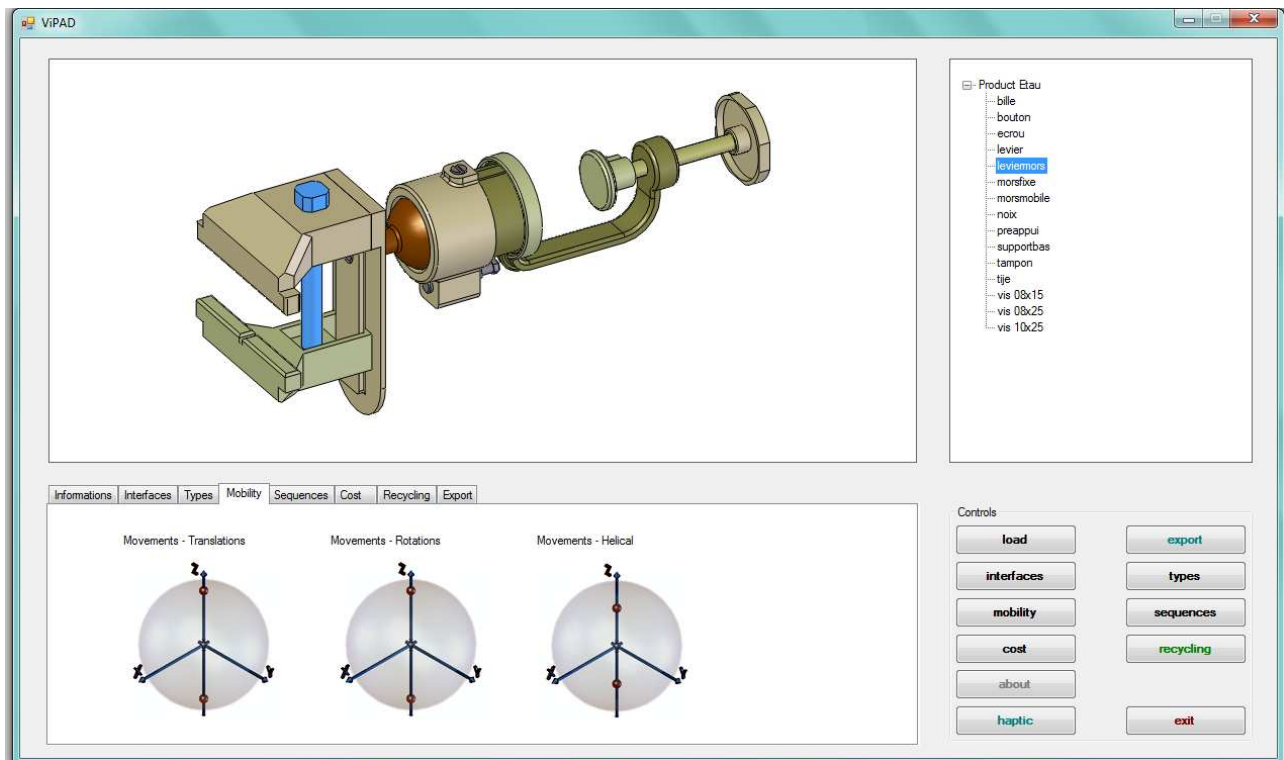 ViPAD
Product Etau
bille
bouton
ecrou
levier
leviermors
morsfixe
morsmobile
noix
preappui
supportbas
tampon
tije
vis 08x15
vis 08x25
vis 10x25
Informations Interfaces Types Mobility Sequences Cost Recycling Export
Movements - Translations Movements - Rotations Movements - Helical
Z Z Z
X Y X Y X Y
Controls
load export
interfaces types
mobility sequences
cost recycling
about
haptic exit